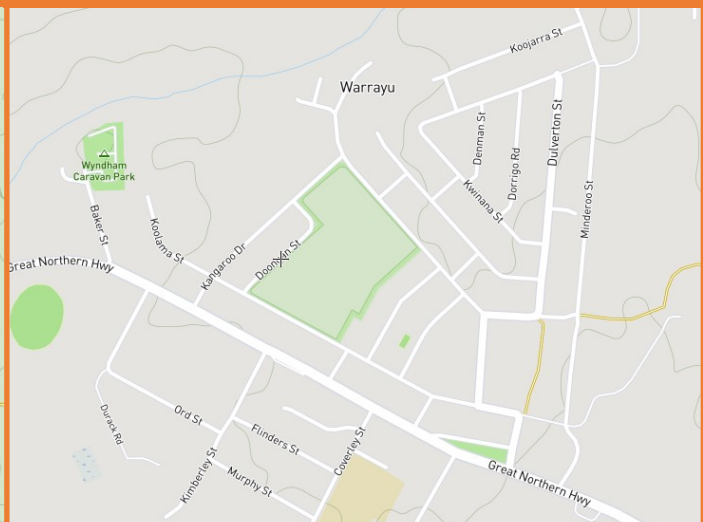 Koojarra St
Warrayu
Dulverton St
Denman St
Dorrigo Rd
Wyndham
Caravan Park
Kwinana St
Minderoo St
Baker St
Koolama St
Kangaroo Dr
Great Northern Hwy
Durack Rd
Ord St
Flinders St
Coverley St
Kimberley St
Murphy St
Great Northern Hwy